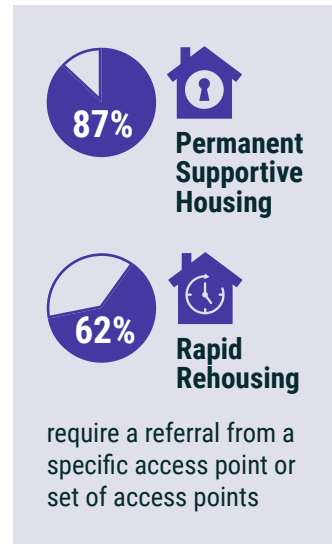 87%
Permanent
Supportive
Housing
62%
Rapid
Rehousing
require a referral from a
specific access point or
set of access points